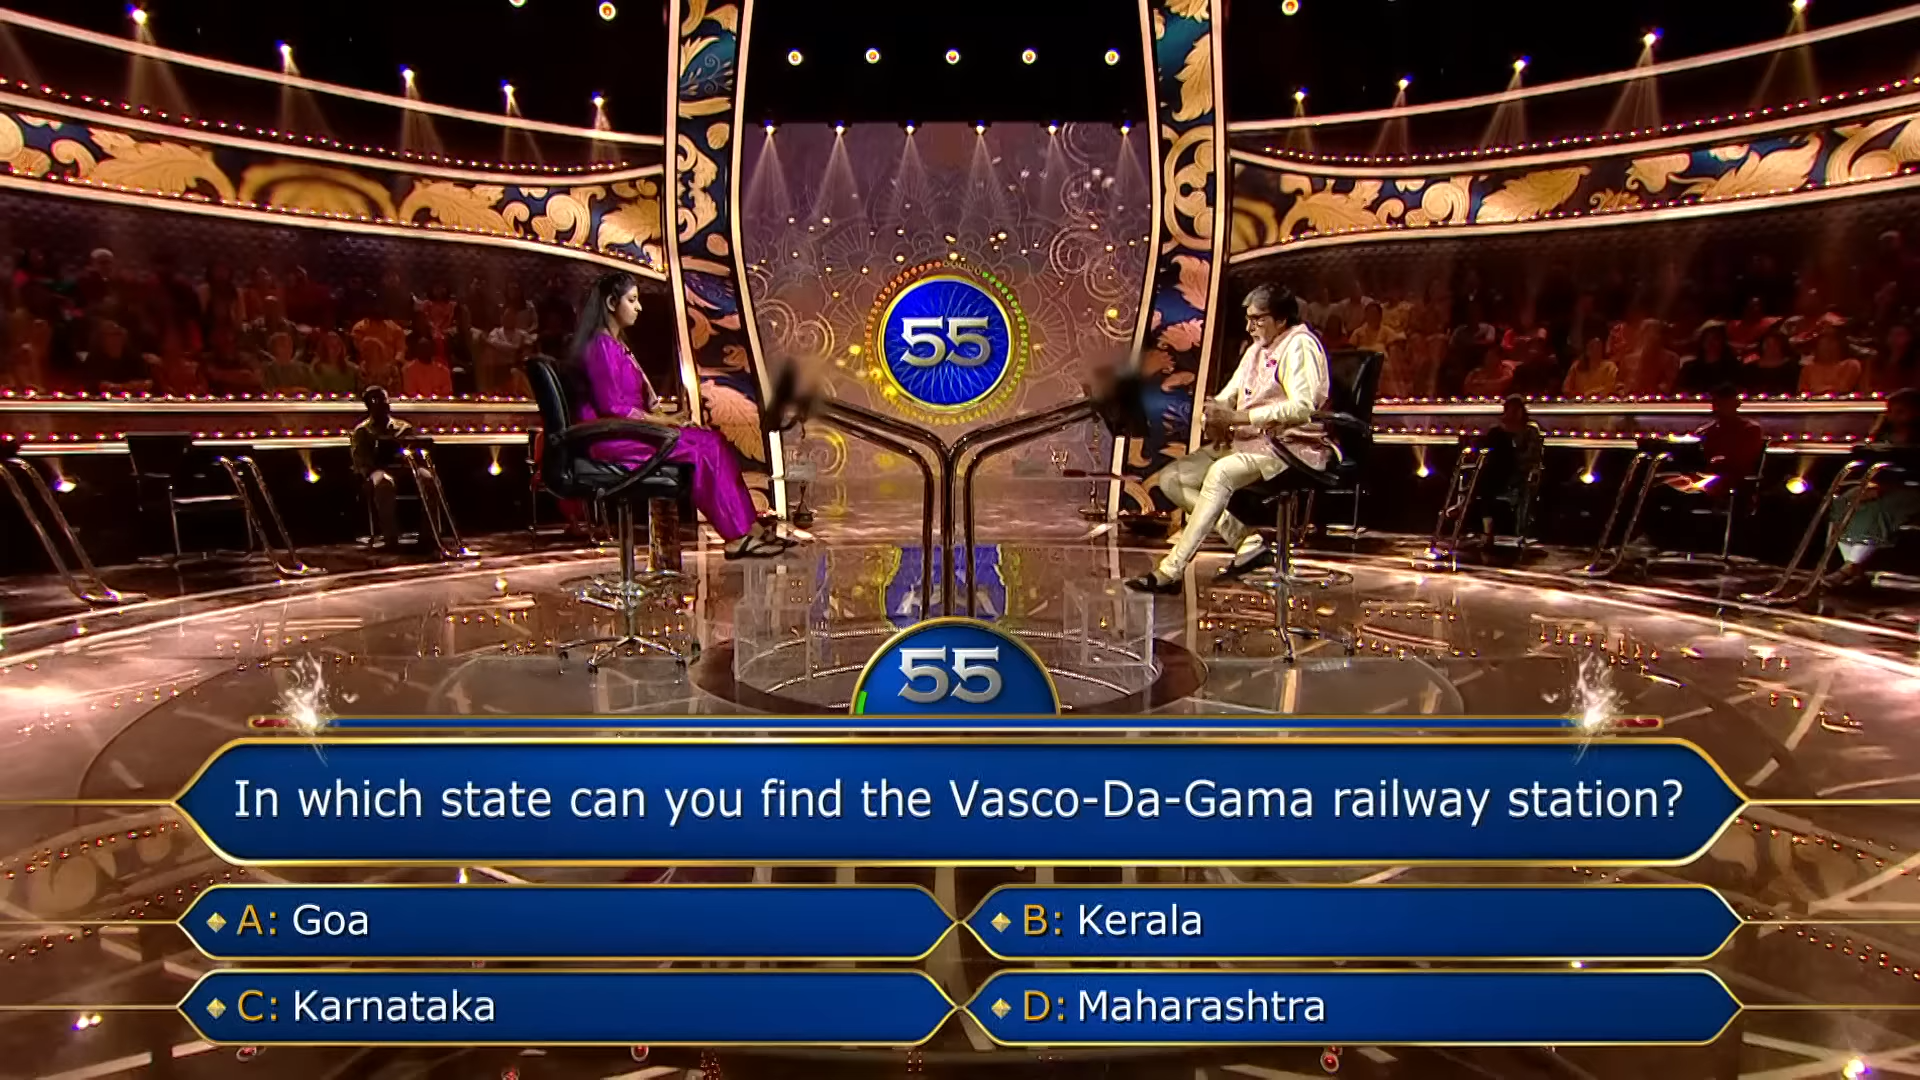 55
55
In which state can you find the Vasco-Da-Gama railway station?
A: Goa
B: Kerala
C: Karnataka
D: Maharashtra